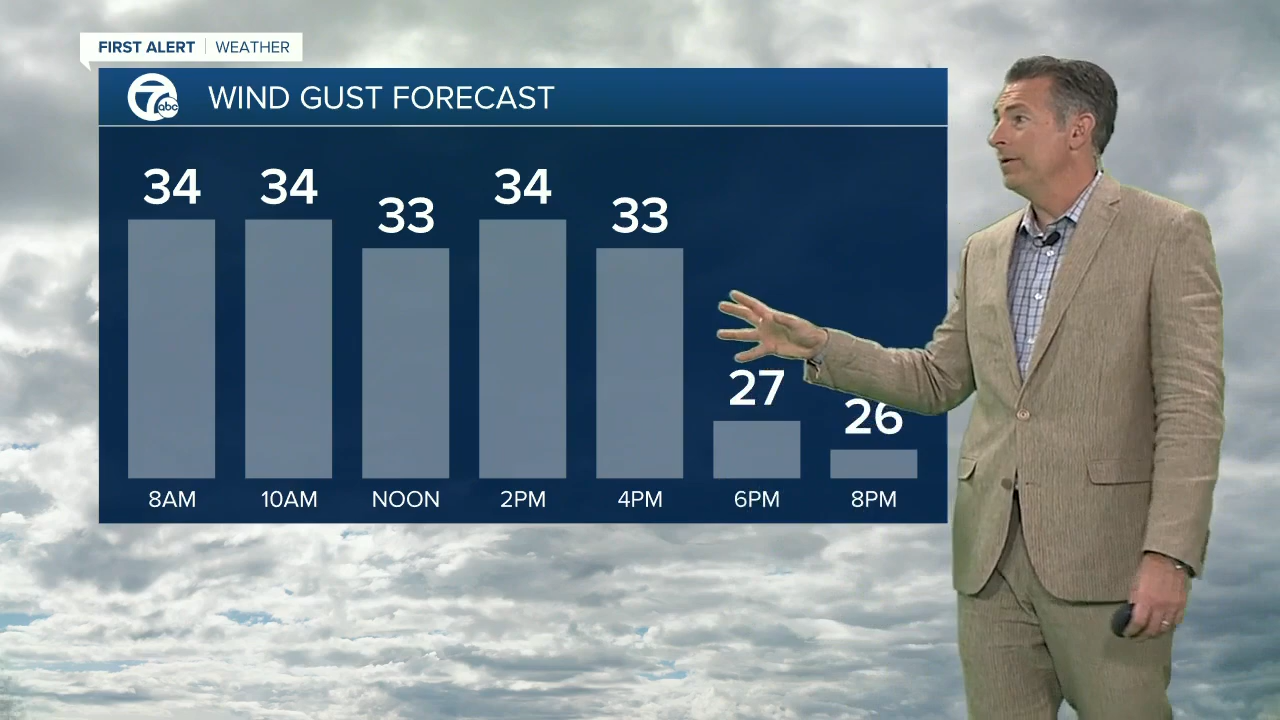 FIRST ALERT | WEATHER
7 abc
WIND GUST FORECAST
34 34 33 34 33 27 26
8AM 10AM NOON 2PM 4PM 6PM 8PM